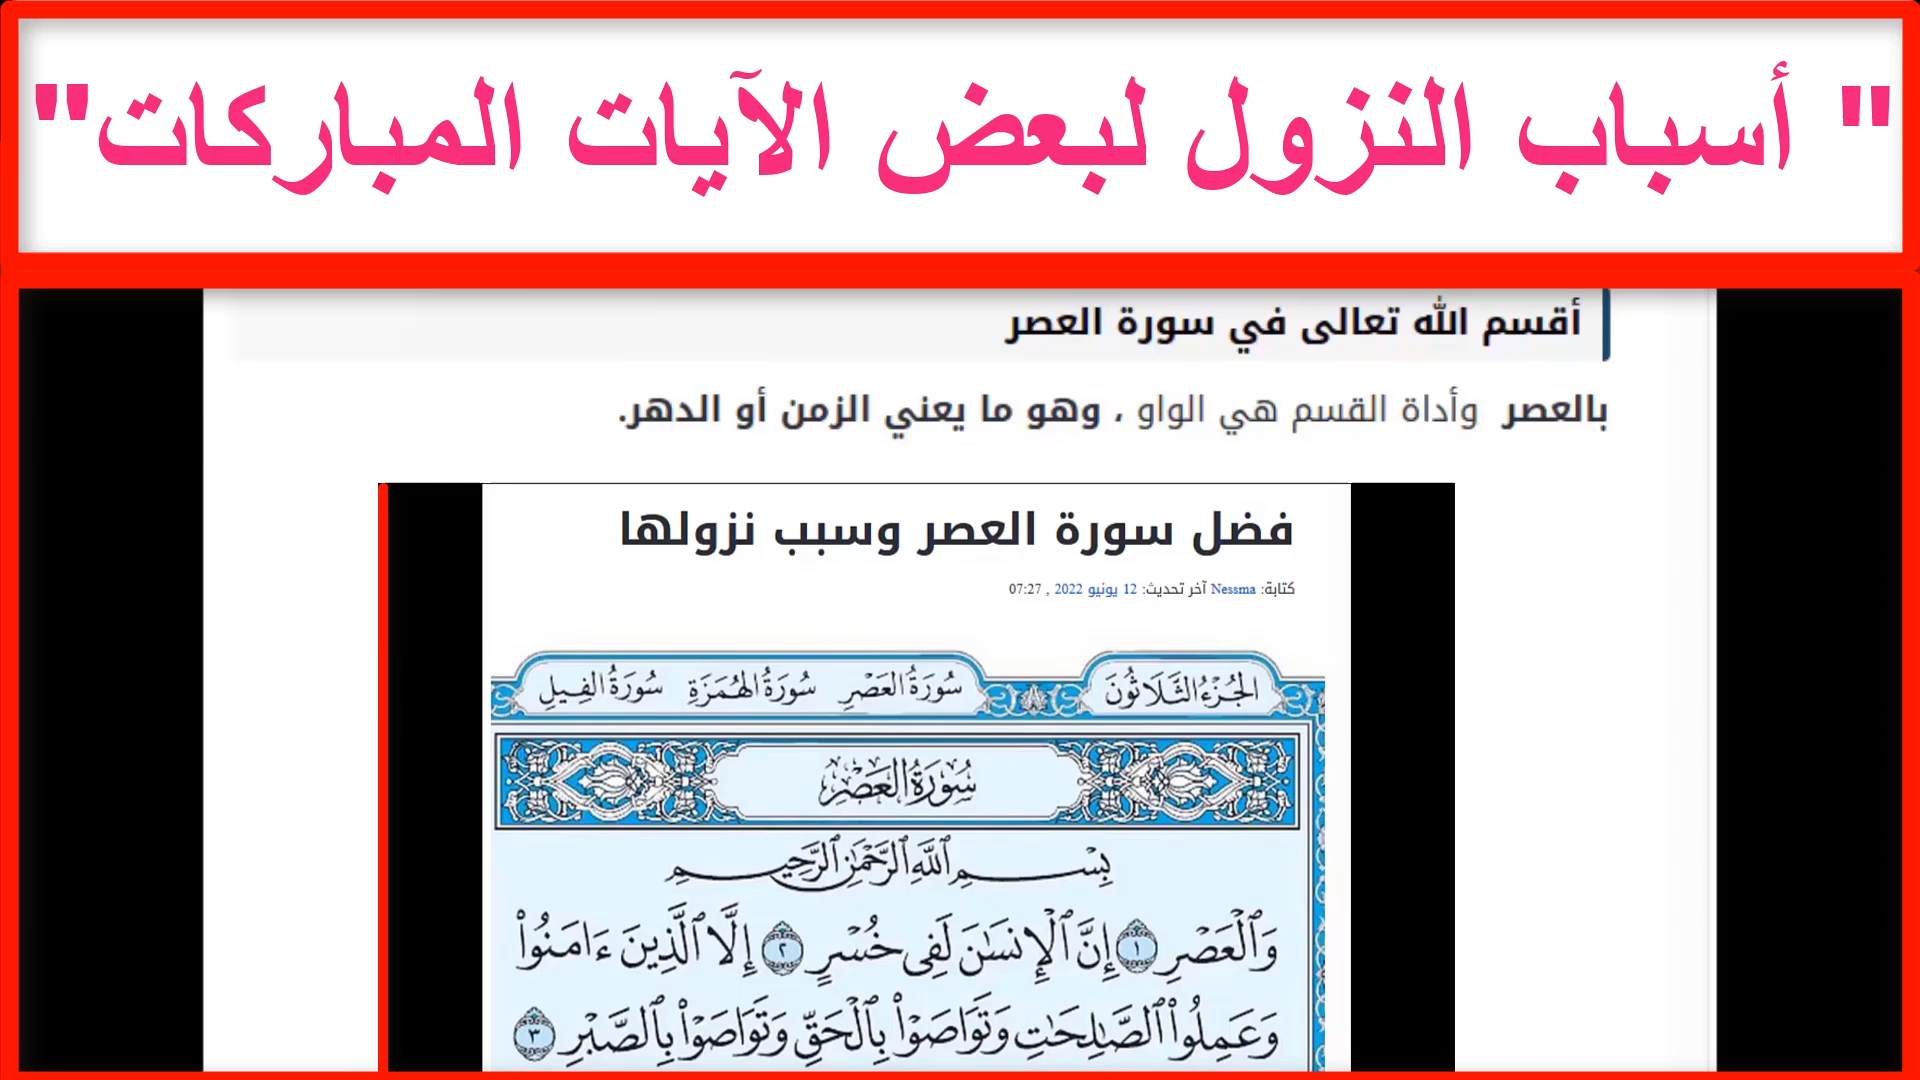 " أسباب النزول لبعض الآيات المباركات"
أقسم الله تعالى في سورة العصر
بالعصر وأداة القسم هي الواو ، وهو ما يعني الزمن أو الدهر.
فضل سورة العصر وسبب نزولها
كتابة: Nessma آخر تحديث: 12 يونيو 2022 , 07:27
الجُزْءُ الثَّلَاثُونَ سُورَةُ العَصْرِ سُورَةُ الهُمَزَةِ سُورَةُ الفِيلِ
سُورَةُ العَصْرِ
بِسْمِ ٱللَّهِ ٱلرَّحْمَٰنِ ٱلرَّحِيمِ
وَٱلْعَصْرِ ١ إِنَّ ٱلْإِنسَٰنَ لَفِى خُسْرٍ ٢ إِلَّا ٱلَّذِينَ ءَامَنُوا۟
وَعَمِلُوا۟ ٱلصَّٰلِحَٰتِ وَتَوَاصَوْا۟ بِٱلْحَقِّ وَتَوَاصَوْا۟ بِٱلصَّبْرِ ٣